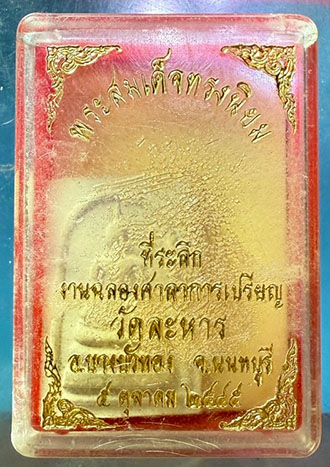 พระสมเด็จทรงนิยม
ที่ระลึก
งานฉลองศาลาการเปรียญ
วัดละหาร
อ.บางบัวทอง จ.นนทบุรี
๕ ตุลาคม ๒๕๔๕